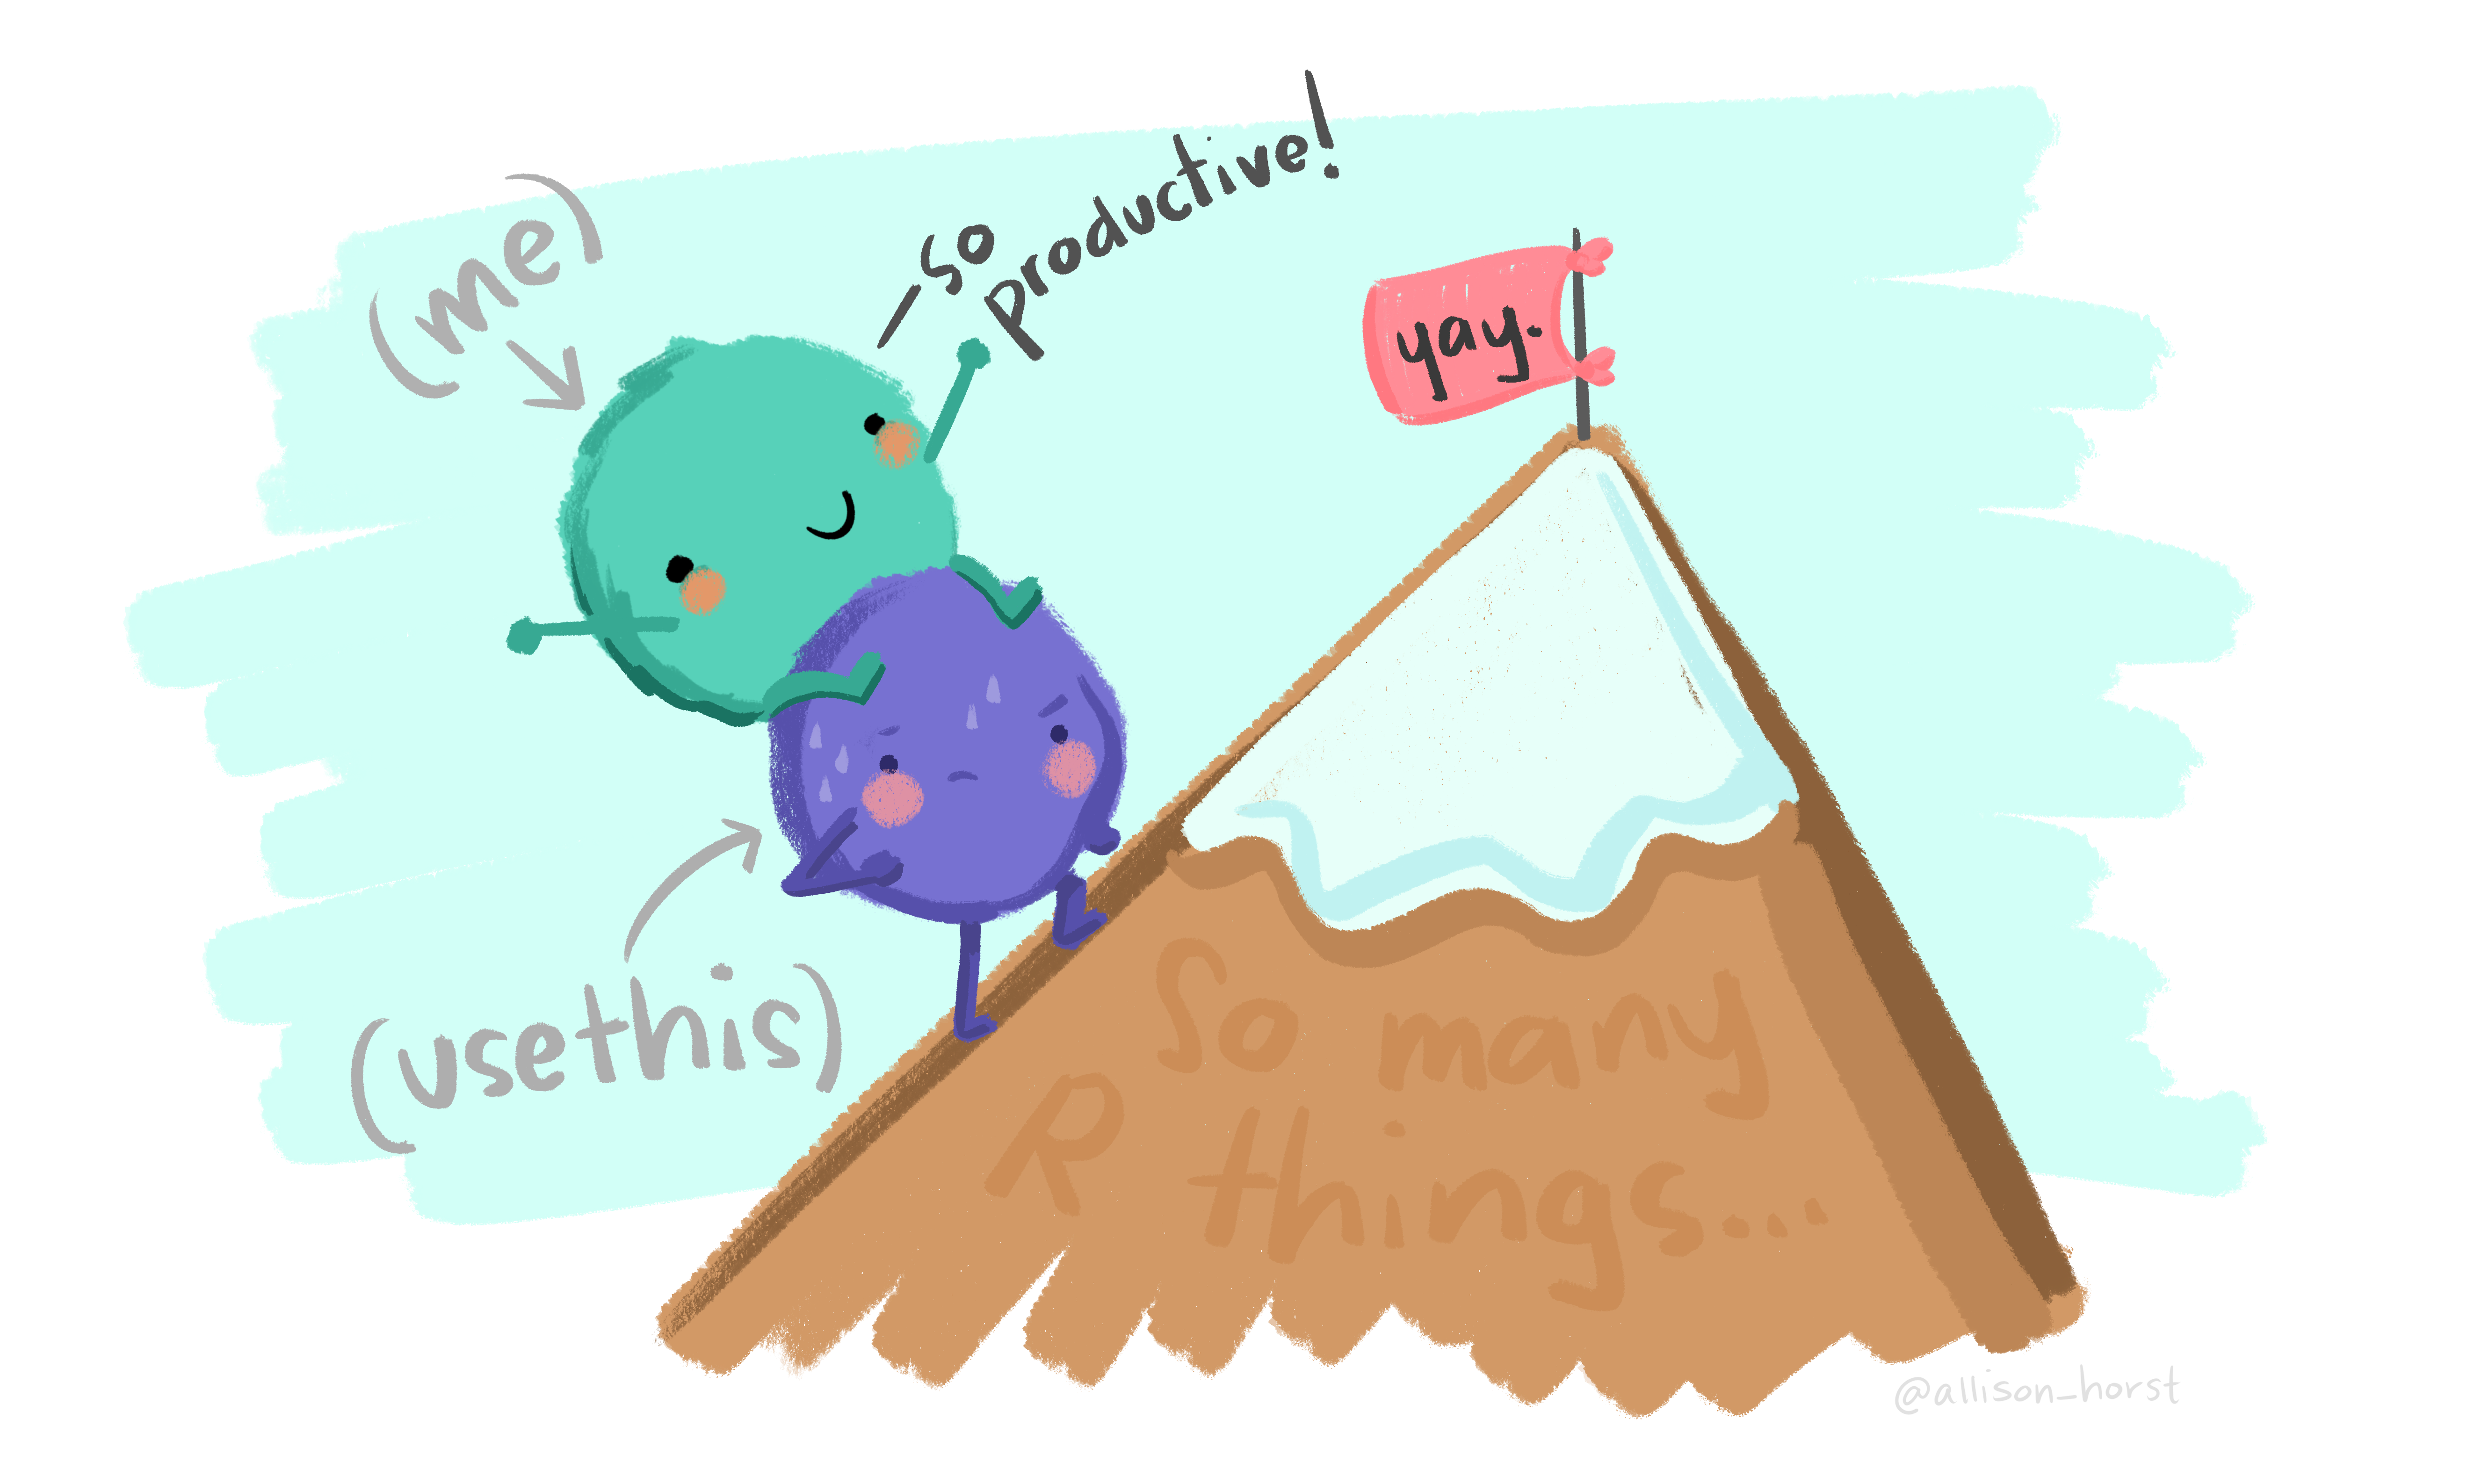 (me)
so
productive!
yay.
(usethis)
So many
R things....
@allison_horst